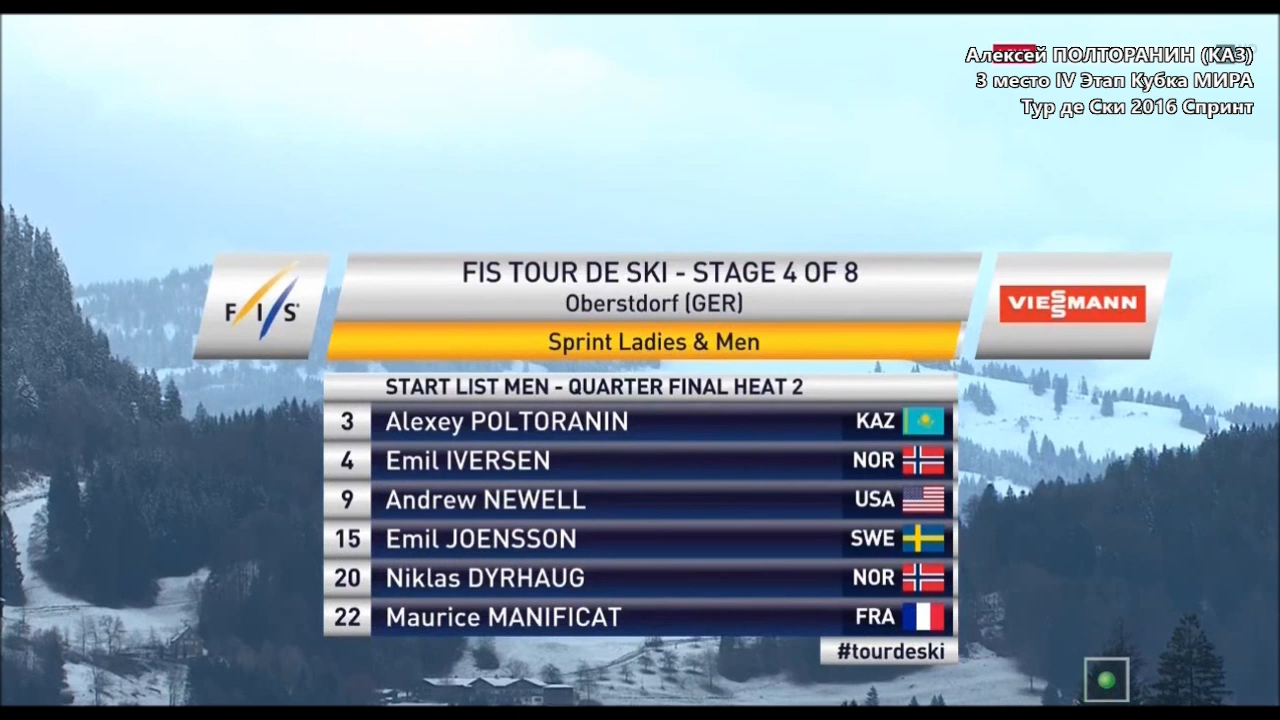 Алексей ПОЛТОРАНИН (КАЗ)
3 место IV Этап Кубка МИРА
Тур де Ски 2016 Спринт
FIS
FIS TOUR DE SKI - STAGE 4 OF 8
Oberstdorf (GER)
Sprint Ladies & Men
VIESSMANN
START LIST MEN - QUARTER FINAL HEAT 2
3 Alexey POLTORANIN KAZ
4 Emil IVERSEN NOR
9 Andrew NEWELL USA
15 Emil JOENSSON SWE
20 Niklas DYRHAUG NOR
22 Maurice MANIFICAT FRA
#tourdeski